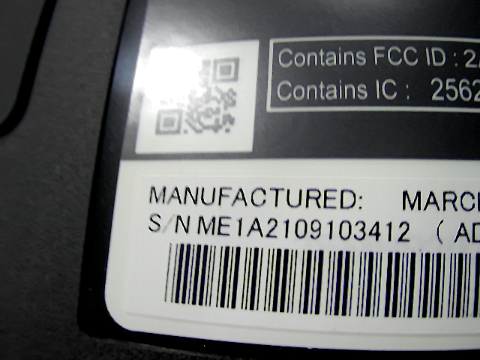 Contains FCC ID : 2
Contains IC : 2562
MANUFACTURED: MARC
S/N ME1A2109103412 ( AD